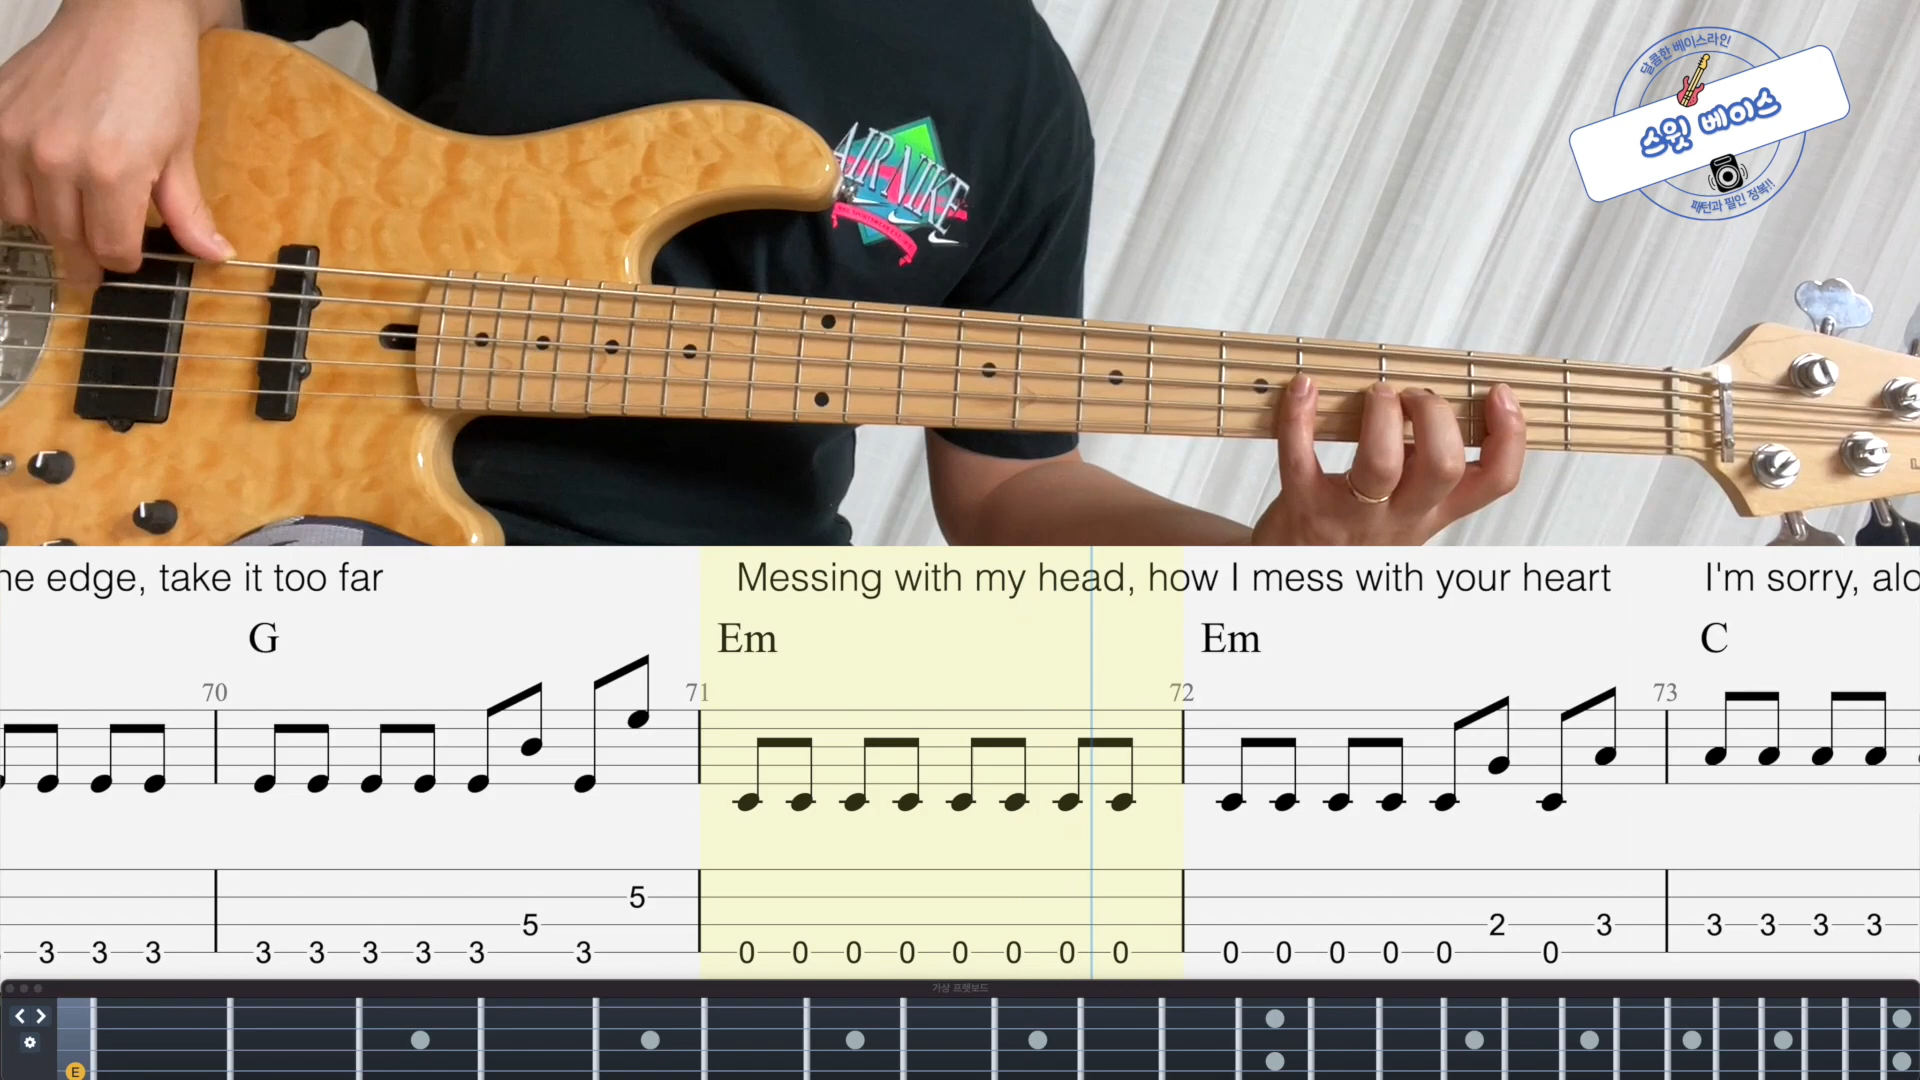 달콤한 베이스라인
스윗 베이스
패턴과 필인 정복!!
AIR NIKE
he edge, take it too far
Messing with my head, how I mess with your heart
I'm sorry, alo
G
Em
Em
C
70
71
72
73
5
5
3 3 3
3 3 3 3 3 3
0 0 0 0 0 0 0 0
0 0 0 0 0 2 0 3
3 3 3 3
가상 프렛보드
E